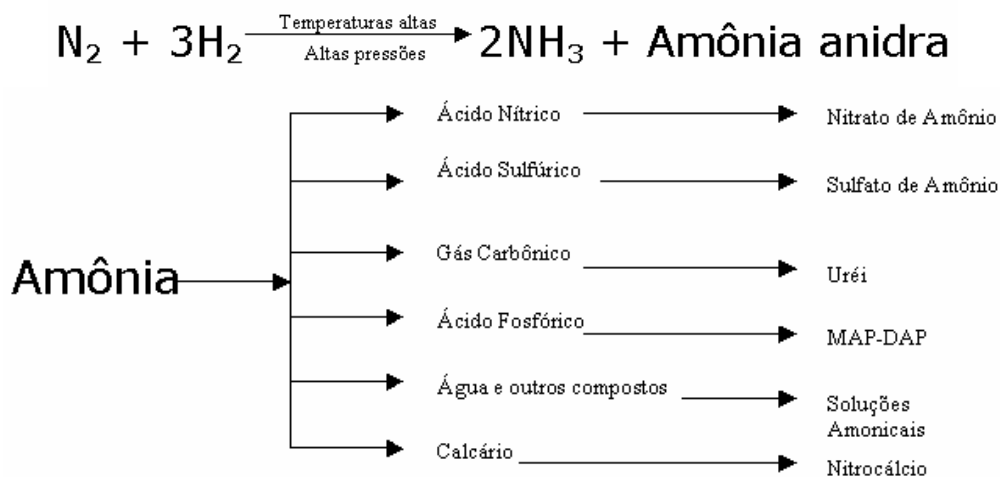 N₂ + 3H₂ Temperaturas altas Altas pressões 2NH₃ + Amônia anidra
Ácido Nítrico Nitrato de Amônio
Ácido Sulfúrico Sulfato de Amônio
Gás Carbônico Uréi
Amônia
Ácido Fosfórico MAP-DAP
Água e outros compostos Soluções
Amonicais
Calcário Nitrocálcio